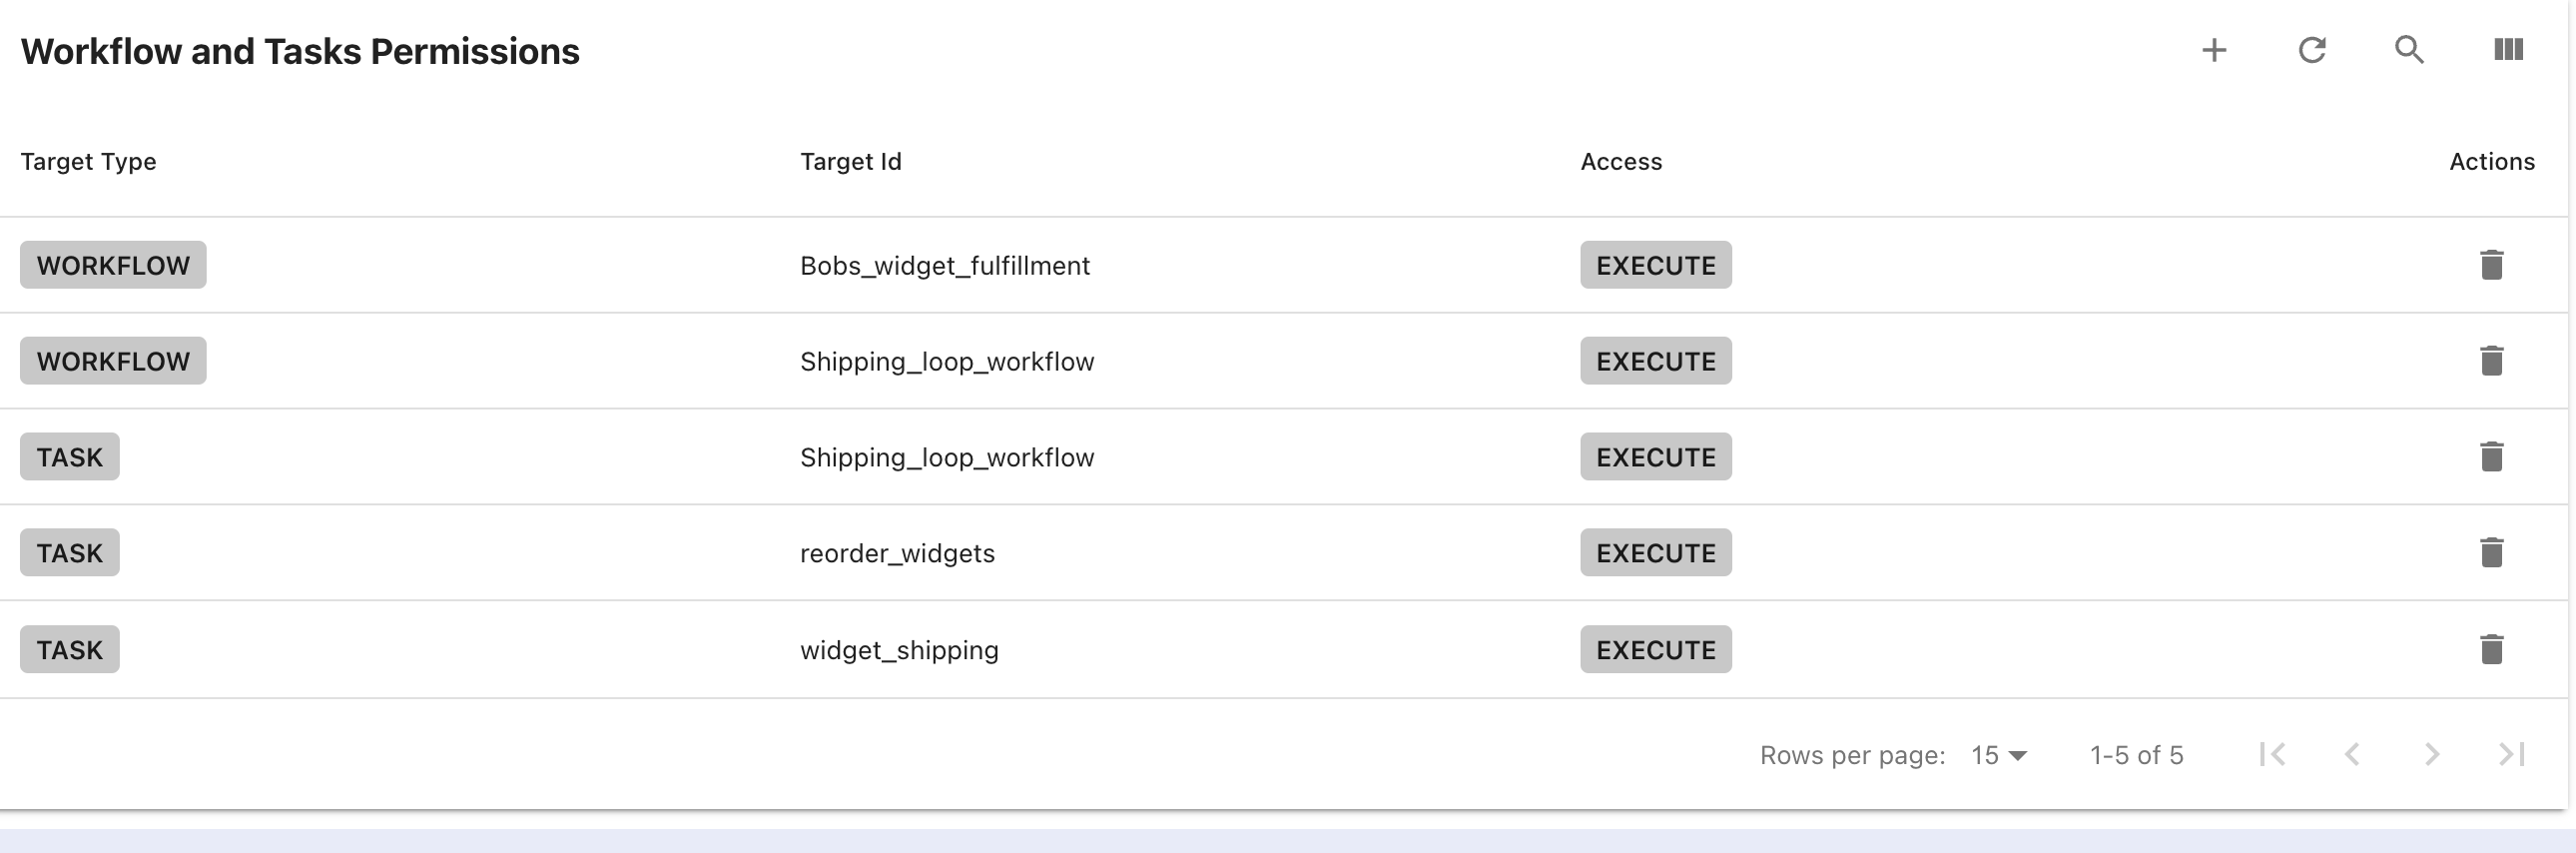 Workflow and Tasks Permissions
Target Type Target Id Access Actions
WORKFLOW Bobs_widget_fulfillment EXECUTE
WORKFLOW Shipping_loop_workflow EXECUTE
TASK Shipping_loop_workflow EXECUTE
TASK reorder_widgets EXECUTE
TASK widget_shipping EXECUTE
Rows per page: 15 1-5 of 5